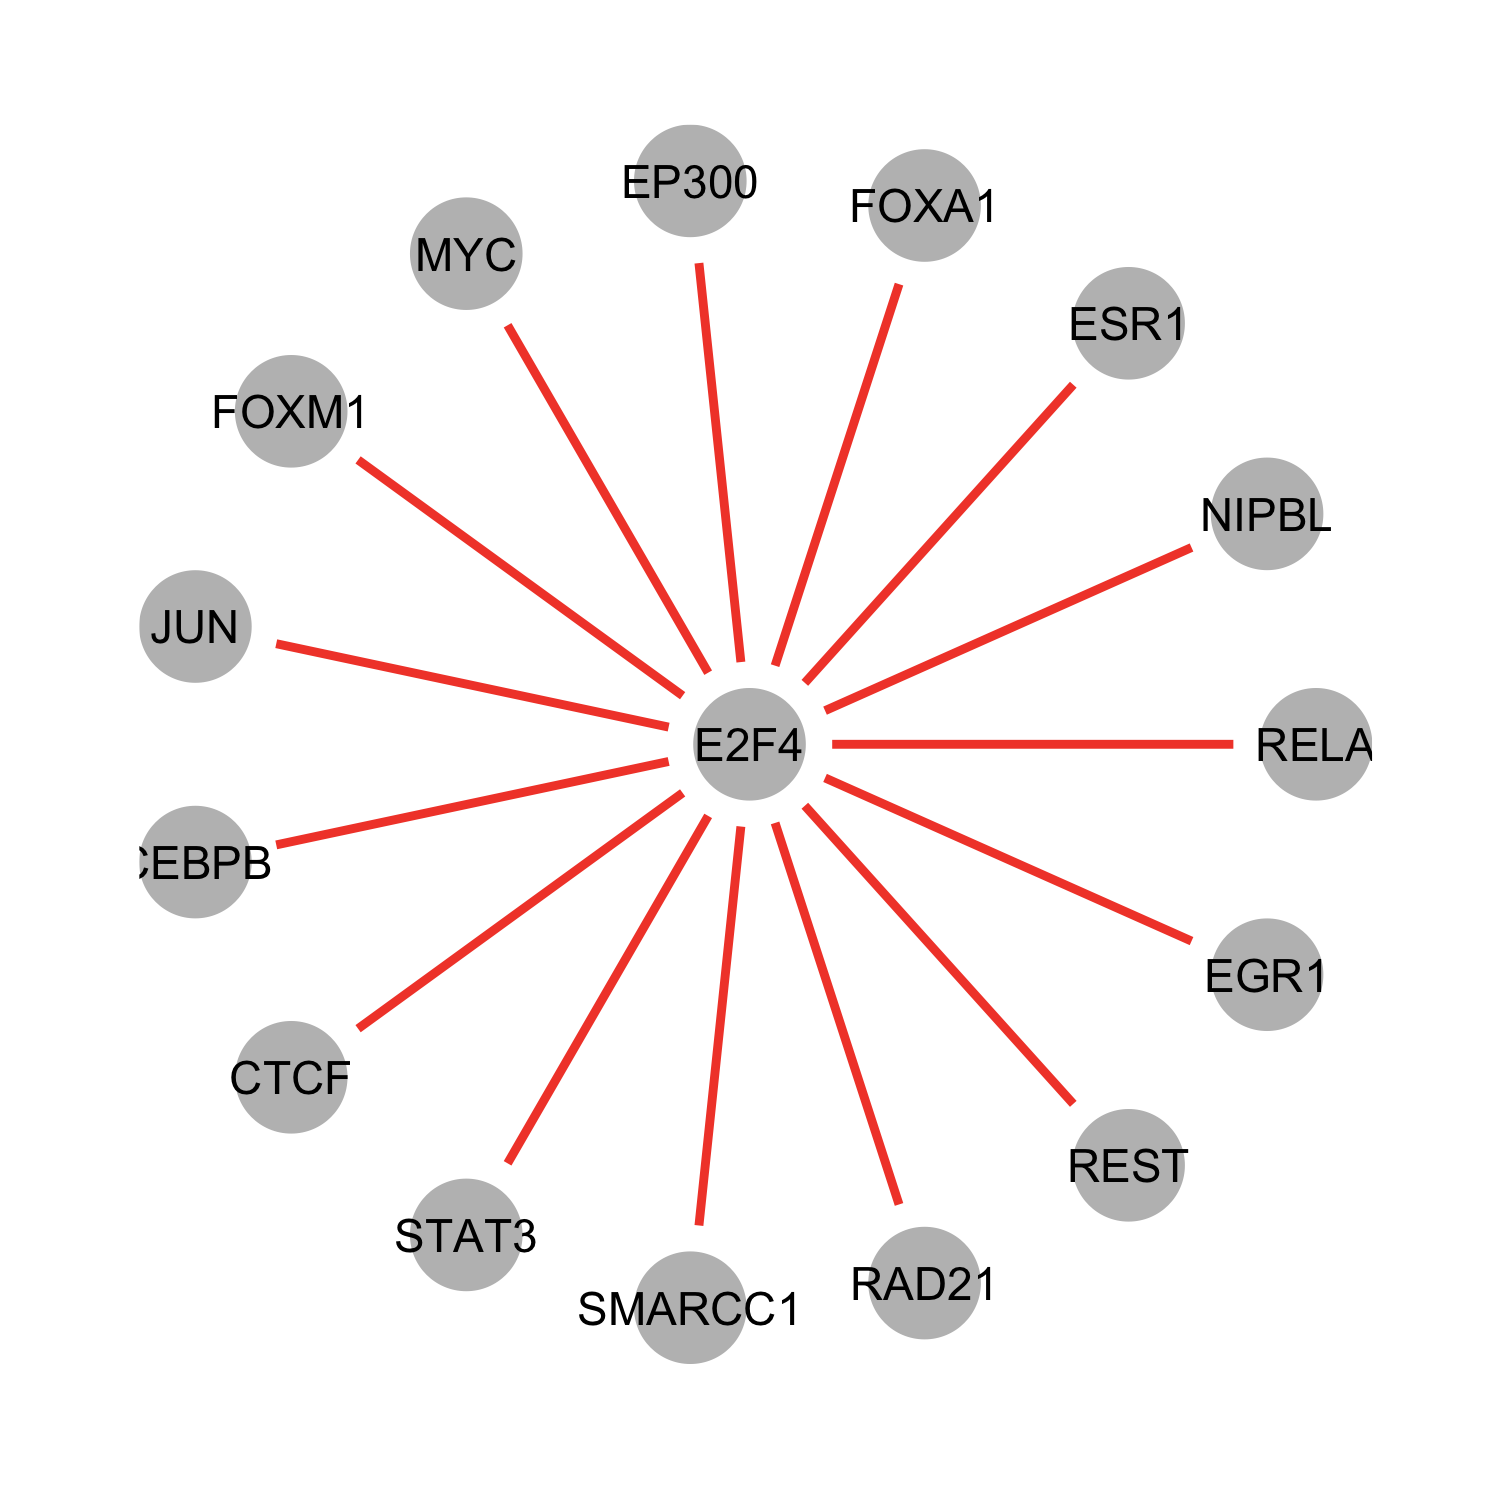 EP300
FOXA1
MYC
ESR1
FOXM1
NIPBL
JUN
E2F4
RELA
CEBPB
EGR1
CTCF
REST
STAT3
RAD21
SMARCC1